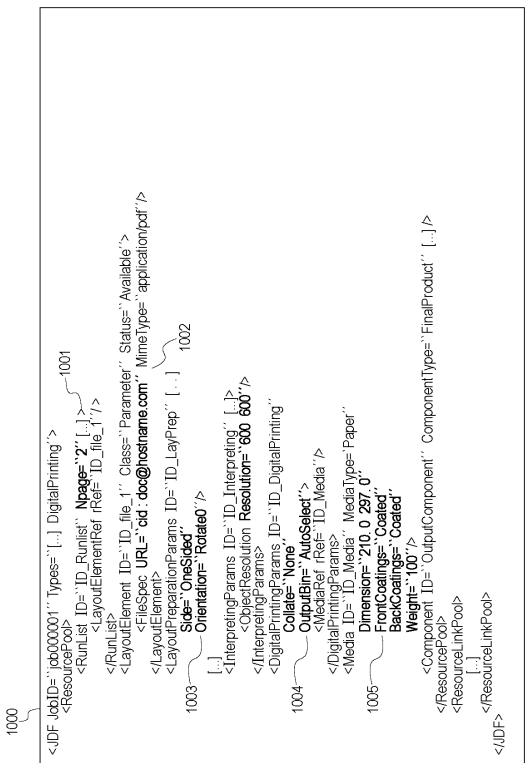 1000
<JDF JobID=``job000001´´ Types=``[...] DigitalPrinting´´>
<ResourcePool>
<RunList ID=``ID_Runlist´´ Npage=``2´´ [...] > 1001
<LayoutElementRef rRef=``ID_file_1´´/>
</RunList>
<LayoutElement ID=``ID_file_1´´ Class=``Parameter´´ Status=``Available´´>
<FileSpec URL=``cid : doc@hostname.com´´ MimeType=``application/pdf´´/>
</LayoutElement> 1002
<LayoutPreparationParams ID=``ID_LayPrep´´ [...]
Side=``OneSided´´
1003 Orientation=``Rotate0´´/>
[...]
<InterpretingParams ID=``ID_Interpreting´´ [...]>
<ObjectResolution Resolution=``600 600´´/>
</InterpretingParams>
<DigitalPrintingParams ID=``ID_DigitalPrinting´´
Collate=``None´´
1004 OutputBin=``AutoSelect´´>
<MediaRef rRef=``ID_Media´´/>
</DigitalPrintingParams>
<Media ID=``ID_Media´´ MediaType=``Paper´´
1005 Dimension=``210. 0 297. 0´´
FrontCoatings=``Coated´´
BackCoatings=``Coated´´
Weight=``100´´/>
<Component ID=``OutputComponent´´ ComponentType=``FinalProduct´´ [...] />
</ResourcePool>
<ResourceLinkPool>
[...]
</ResourceLinkPool>
</JDF>